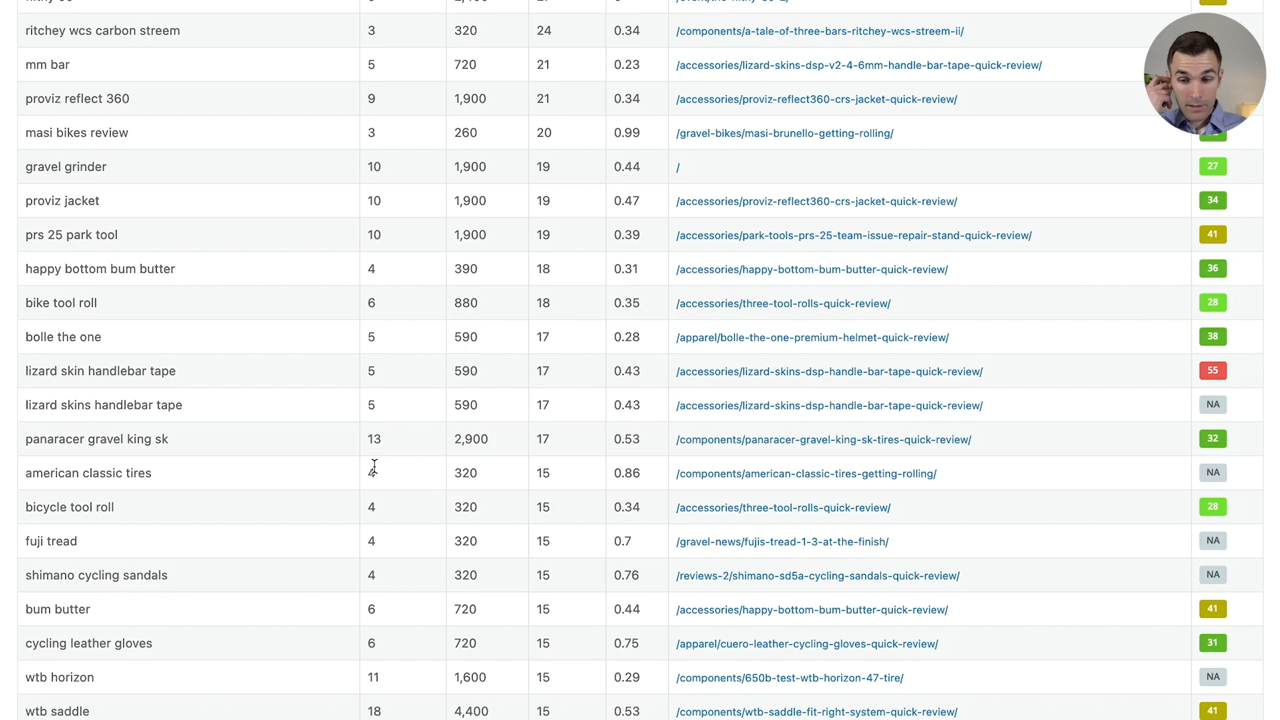 ritchey wcs carbon streem 3 320 24 0.34 /components/a-tale-of-three-bars-ritchey-wcs-streem-ii/
mm bar 5 720 21 0.23 /accessories/lizard-skins-dsp-v2-4-6mm-handle-bar-tape-quick-review/
proviz reflect 360 9 1,900 21 0.34 /accessories/proviz-reflect360-crs-jacket-quick-review/
masi bikes review 3 260 20 0.99 /gravel-bikes/masi-brunello-getting-rolling/
gravel grinder 10 1,900 19 0.44 / 27
proviz jacket 10 1,900 19 0.47 /accessories/proviz-reflect360-crs-jacket-quick-review/ 34
prs 25 park tool 10 1,900 19 0.39 /accessories/park-tools-prs-25-team-issue-repair-stand-quick-review/ 41
happy bottom bum butter 4 390 18 0.31 /accessories/happy-bottom-bum-butter-quick-review/ 36
bike tool roll 6 880 18 0.35 /accessories/three-tool-rolls-quick-review/ 28
bolle the one 5 590 17 0.28 /apparel/bolle-the-one-premium-helmet-quick-review/ 38
lizard skin handlebar tape 5 590 17 0.43 /accessories/lizard-skins-dsp-handle-bar-tape-quick-review/ 55
lizard skins handlebar tape 5 590 17 0.43 /accessories/lizard-skins-dsp-handle-bar-tape-quick-review/ NA
panaracer gravel king sk 13 2,900 17 0.53 /components/panaracer-gravel-king-sk-tires-quick-review/ 32
american classic tires 4 320 15 0.86 /components/american-classic-tires-getting-rolling/ NA
bicycle tool roll 4 320 15 0.34 /accessories/three-tool-rolls-quick-review/ 28
fuji tread 4 320 15 0.7 /gravel-news/fujis-tread-1-3-at-the-finish/ NA
shimano cycling sandals 4 320 15 0.76 /reviews-2/shimano-sd5a-cycling-sandals-quick-review/ NA
bum butter 6 720 15 0.44 /accessories/happy-bottom-bum-butter-quick-review/ 41
cycling leather gloves 6 720 15 0.75 /apparel/cuero-leather-cycling-gloves-quick-review/ 31
wtb horizon 11 1,600 15 0.29 /components/650b-test-wtb-horizon-47-tire/ NA
wtb saddle 18 4,400 15 0.53 /components/wtb-saddle-fit-right-system-quick-review/ 41